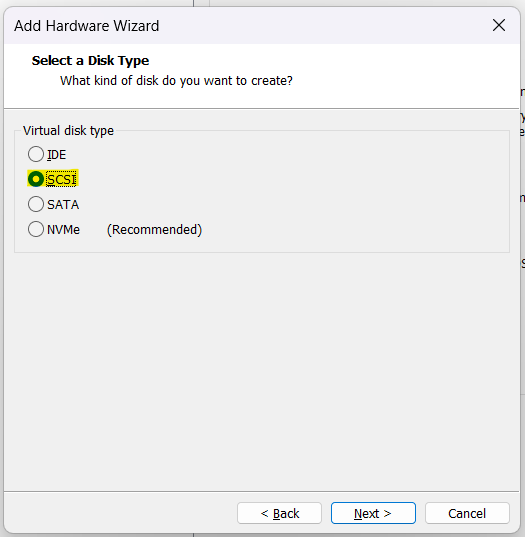 Add Hardware Wizard
Select a Disk Type
What kind of disk do you want to create?
Virtual disk type
IDE
SCSI
SATA
NVMe (Recommended)
< Back Next > Cancel